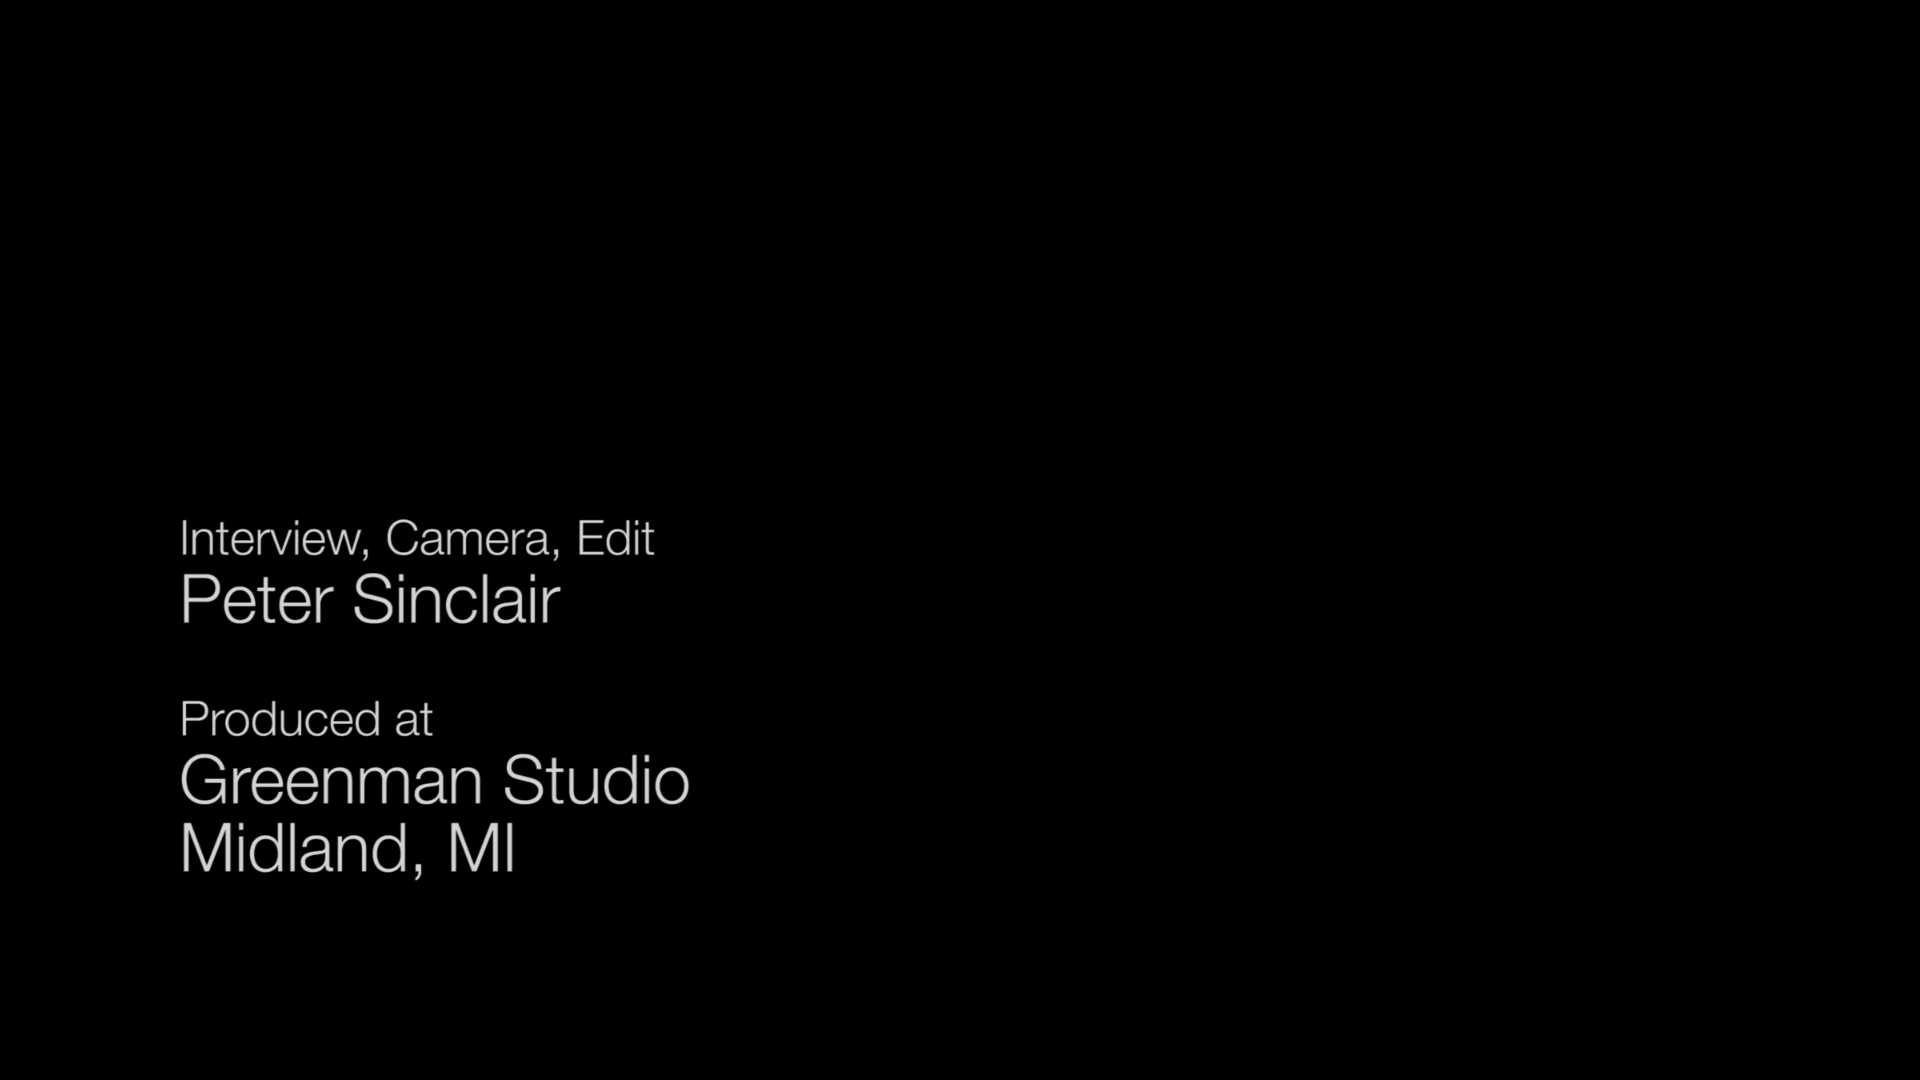 Interview, Camera, Edit
Peter Sinclair
Produced at
Greenman Studio
Midland, MI